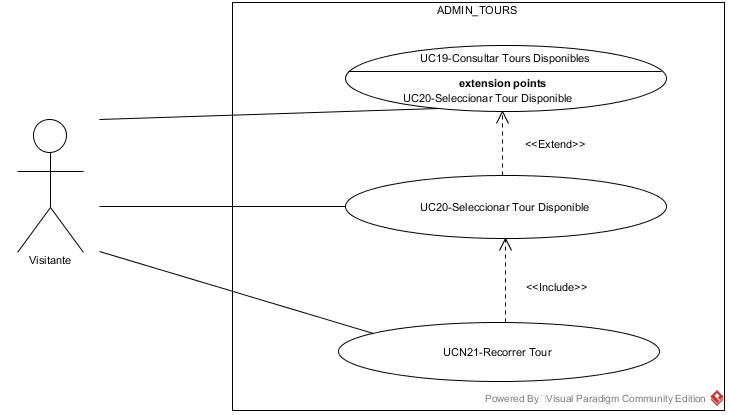 ADMIN_TOURS
UC19-Consultar Tours Disponibles
extension points
UC20-Seleccionar Tour Disponible
<<Extend>>
UC20-Seleccionar Tour Disponible
Visitante
<<Include>>
UCN21-Recorrer Tour
Powered By Visual Paradigm Community Edition